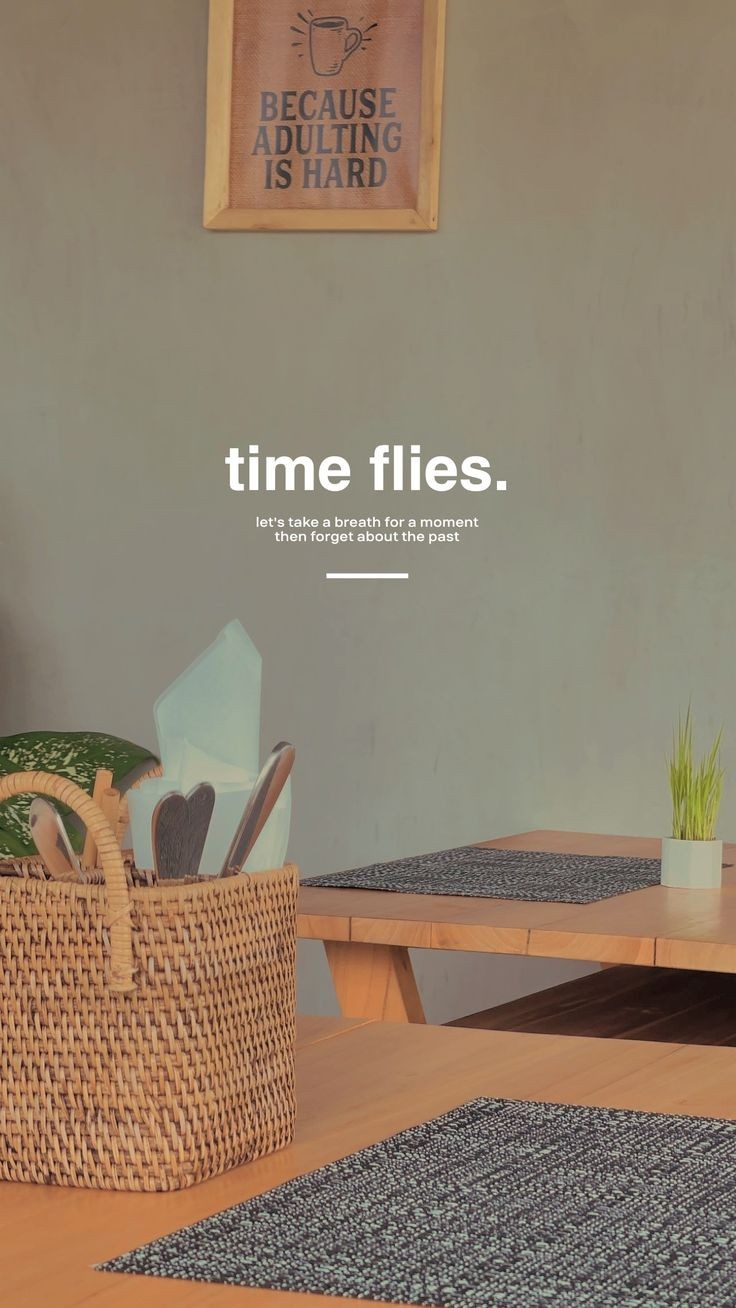 BECAUSE
ADULTING
IS HARD
time flies.
let's take a breath for a moment
then forget about the past